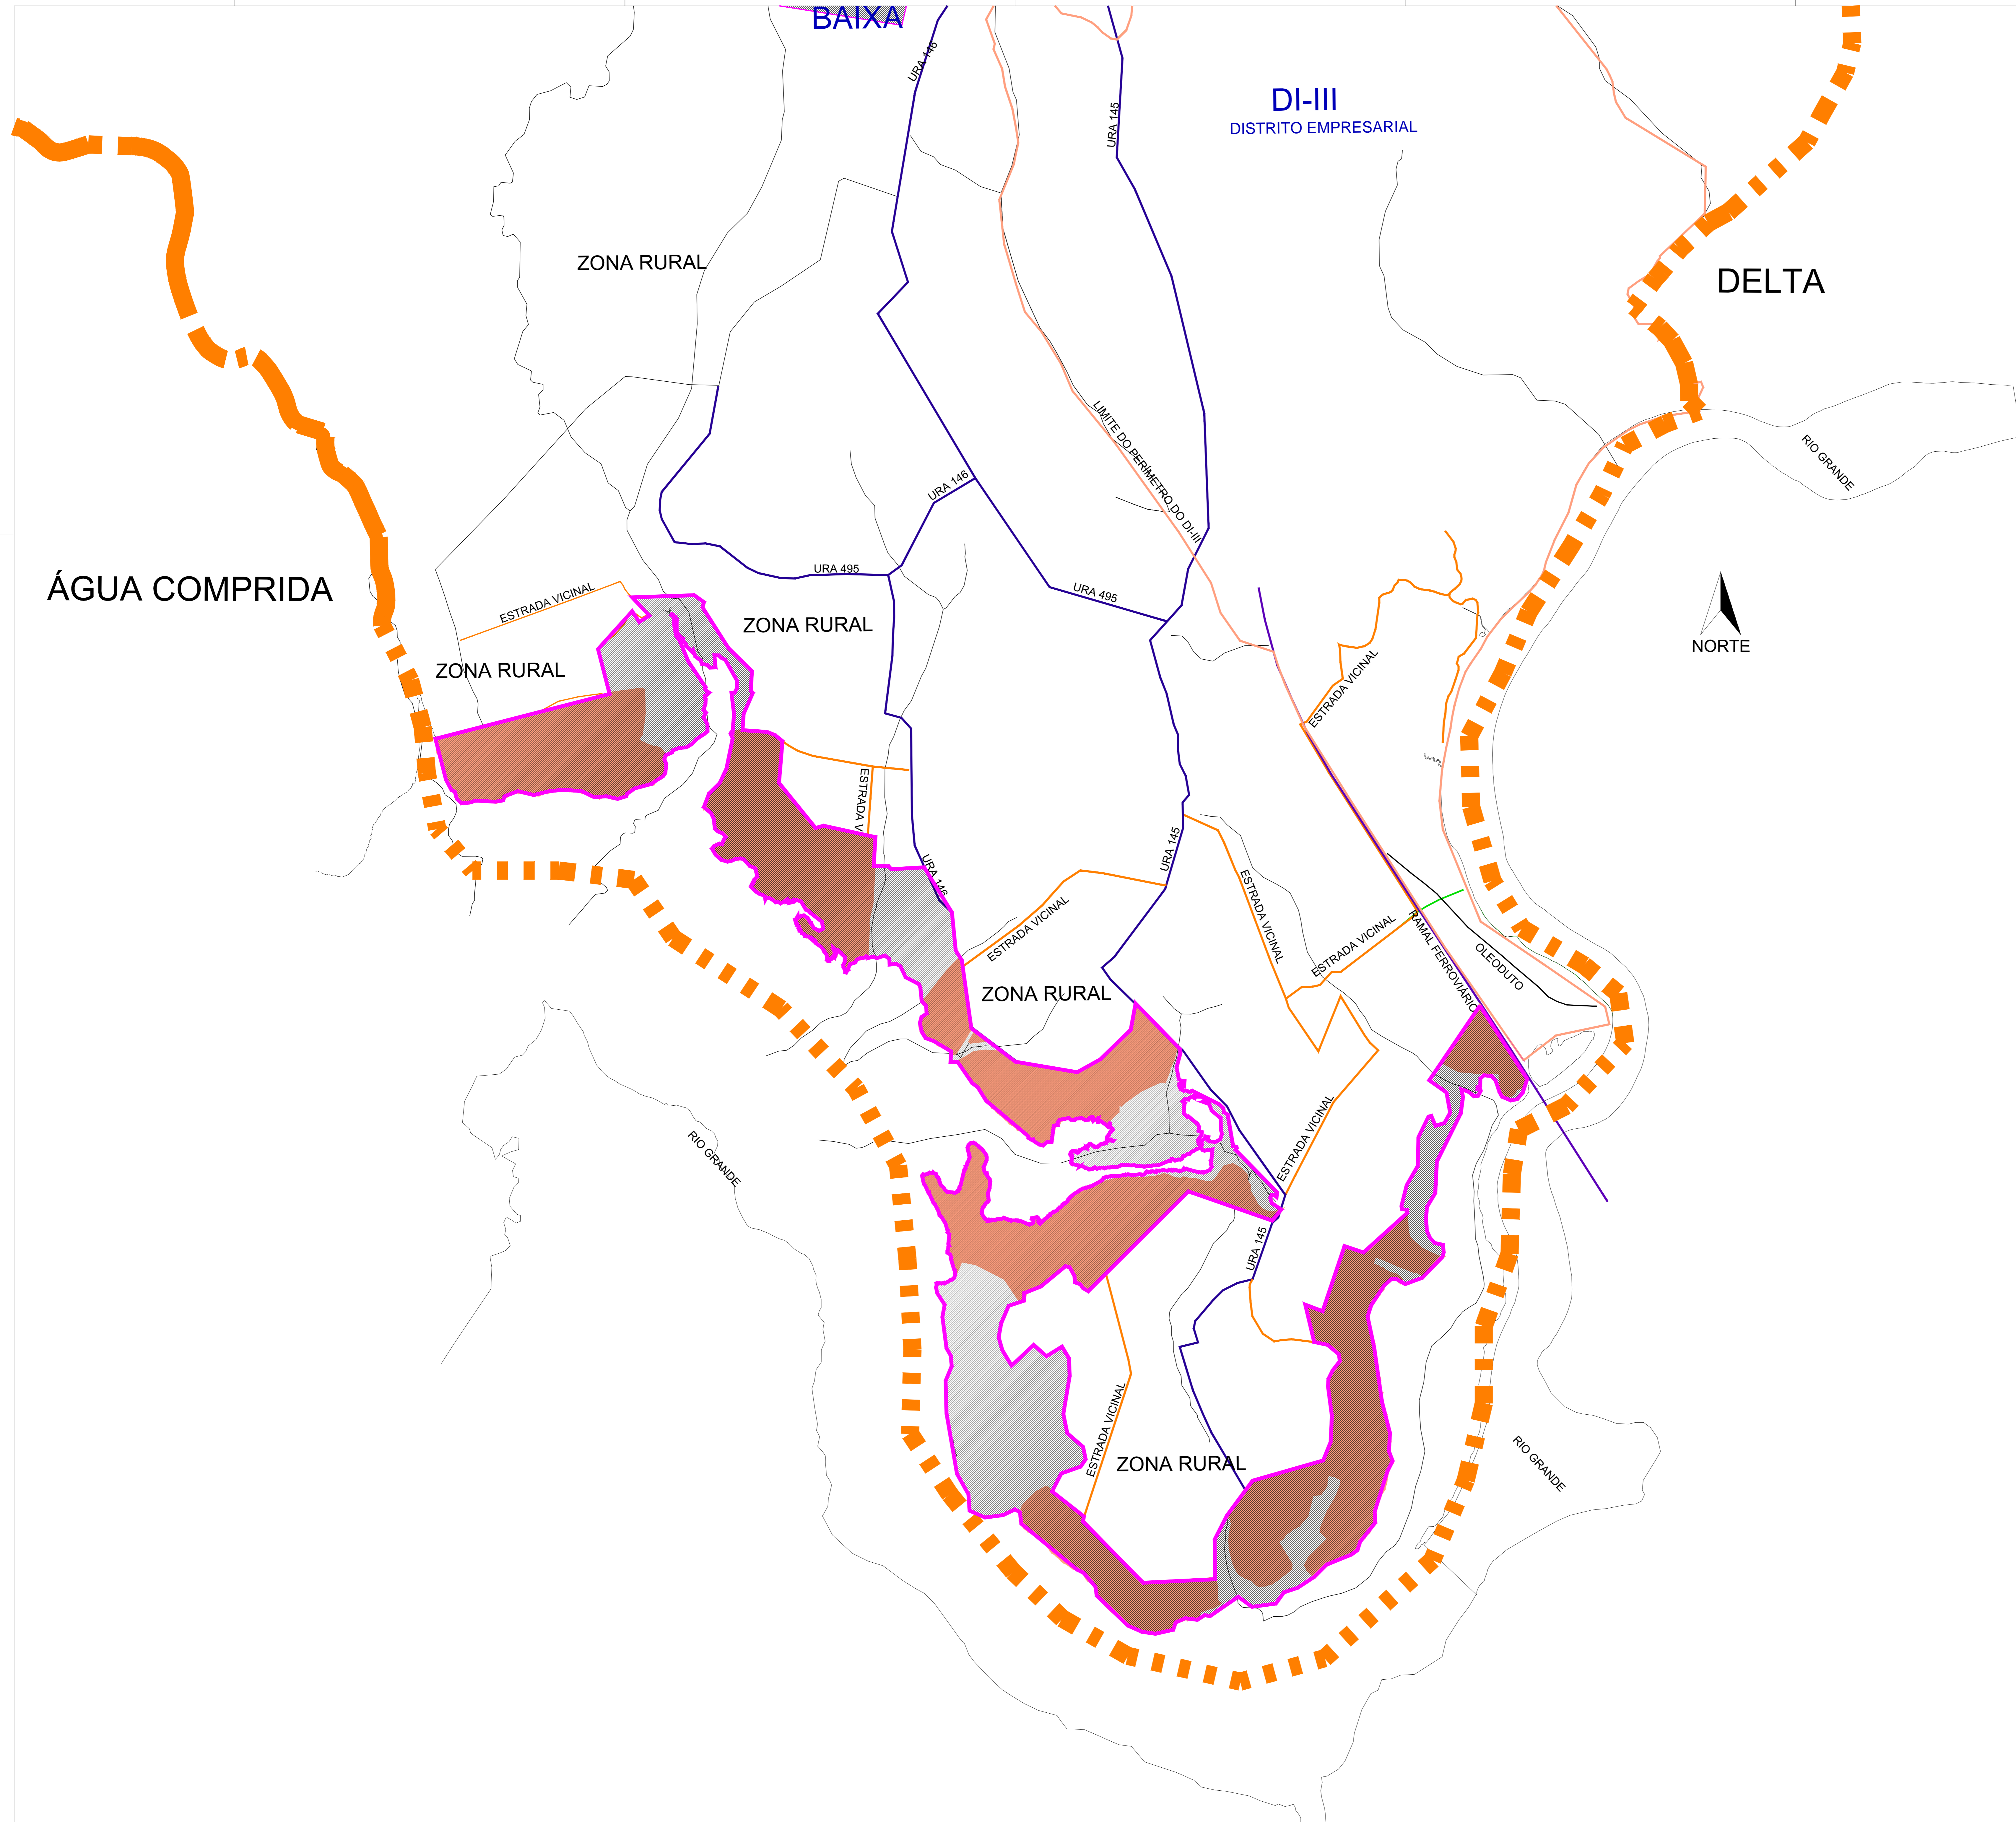 BAIXA
URA 146
URA 145
DI-III
DISTRITO EMPRESARIAL
ZONA RURAL
DELTA
LIMITE DO PERÍMETRO DO DI-III
RIO GRANDE
URA 146
URA 495
URA 495
ÁGUA COMPRIDA
ESTRADA VICINAL
ZONA RURAL
ZONA RURAL
ESTRADA VICINAL
NORTE
ESTRADA V
URA 146
URA 145
ESTRADA VICINAL
ESTRADA VICINAL
ESTRADA VICINAL
RAMAL FERROVIÁRIO
OLEODUTO
ZONA RURAL
ESTRADA VICINAL
RIO GRANDE
URA 145
ESTRADA VICINAL
ZONA RURAL
RIO GRANDE